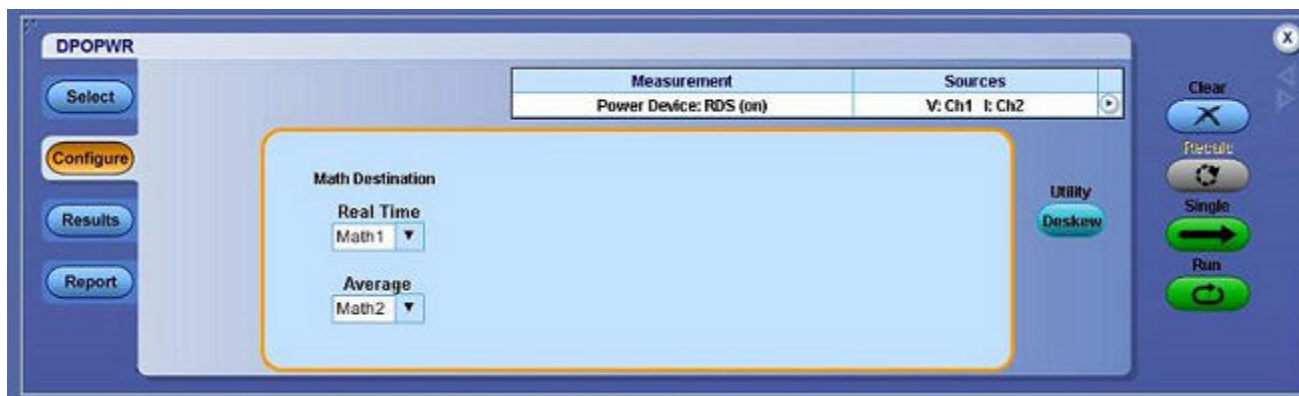 DPOPWR
Select
Configure
Results
Report
Measurement Sources
Power Device: RDS (on) V: Ch1 I: Ch2
Math Destination
Real Time
Math1
Average
Math2
Utility
Deskew
X
Clear
Recalc
Single
Run